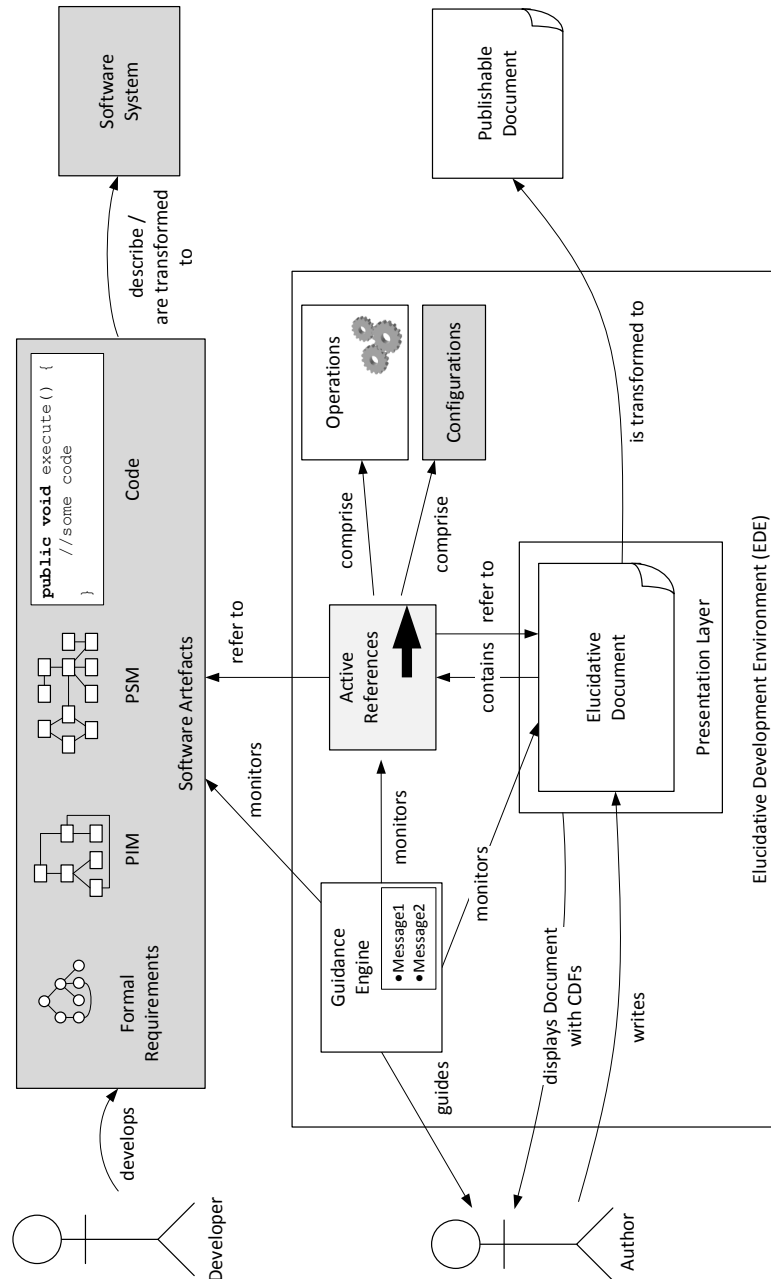 Developer
develops
Formal
Requirements
PIM
PSM
public void execute() {
//some code
}
Code
Software Artefacts
describe /
are transformed
to
Software
System
monitors
refer to
Guidance
Engine
•Message1
•Message2
monitors
Active
References
comprise
Operations
comprise
Configurations
guides
monitors
contains
refer to
Author
displays Document
with CDFs
writes
Elucidative
Document
Presentation Layer
is transformed to
Publishable
Document
Elucidative Development Environment (EDE)